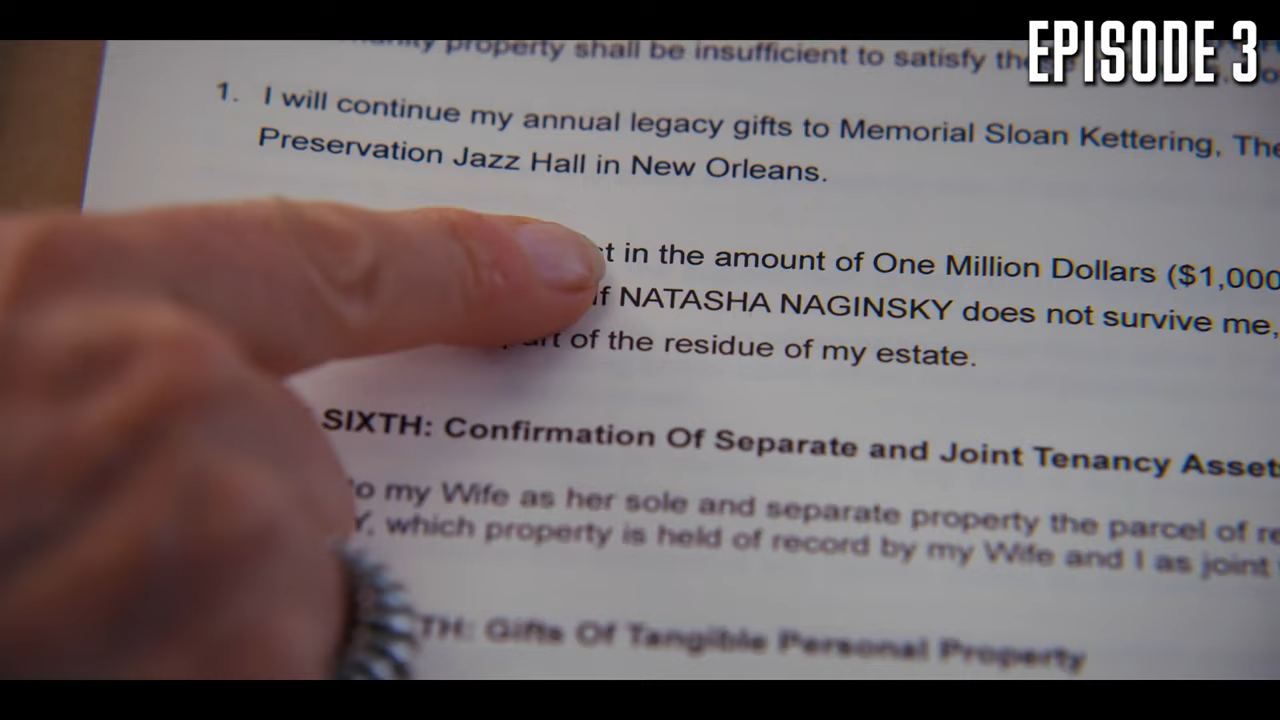 EPISODE 3
property shall be insufficient to satisfy
1. I will continue my annual legacy gifts to Memorial Sloan Kettering, The
Preservation Jazz Hall in New Orleans.
in the amount of One Million Dollars ($1,000
If NATASHA NAGINSKY does not survive me,
of the residue of my estate.
SIXTH: Confirmation Of Separate and Joint Tenancy Asset
to my Wife as her sole and separate property the parcel of
which property is held of record by my Wife and I as joint
TH: Gifts Of Tangible Personal Property